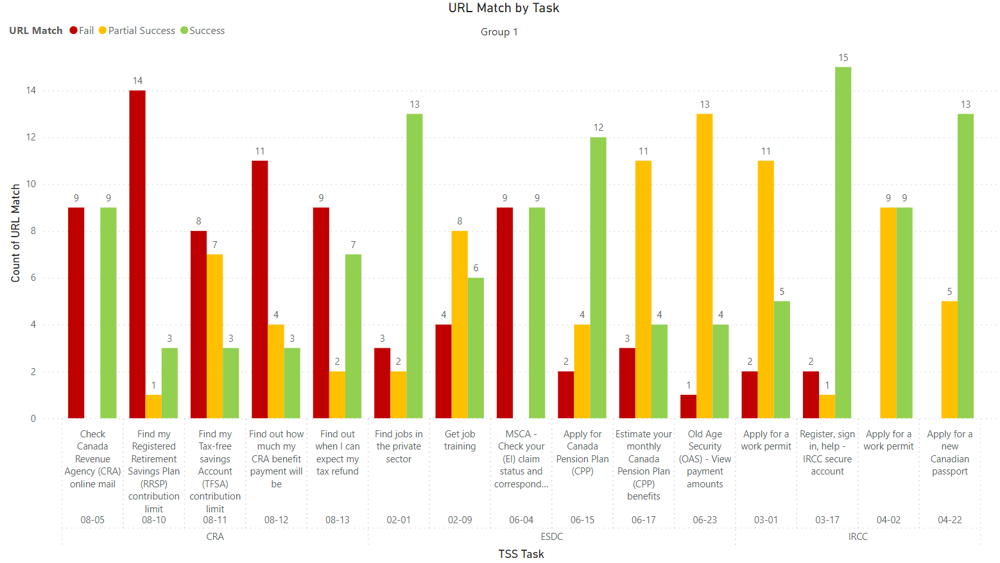 URL Match by Task
URL Match Fail Partial Success Success
Group 1
Count of URL Match
14
12
10
8
6
4
2
0
9 9
14 1 3
8 7 3
11 4 3
9 2 7
3 2 13
4 8 6
9 9
2 4 12
3 11 4
1 13 4
2 11 5
2 1 15
9 9
5 13
Check
Canada
Revenue
Agency (CRA)
online mail
08-05
Find my
Registered
Retirement
Savings Plan
(RRSP)
contribution
limit
08-10
Find my
Tax-free
savings
Account
(TFSA)
contribution
limit
08-11
Find out how
much my
CRA benefit
payment will
be
08-12
Find out
when I can
expect my
tax refund
08-13
Find jobs in
the private
sector
02-01
Get job
training
02-09
MSCA -
Check your
(EI) claim
status and
correspond...
06-04
Apply for
Canada
Pension Plan
(CPP)
06-15
Estimate your
monthly
Canada
Pension Plan
(CPP)
benefits
06-17
Old Age
Security
(OAS) - View
payment
amounts
06-23
Apply for a
work permit
03-01
Register, sign
in, help -
IRCC secure
account
03-17
Apply for a
work permit
04-02
Apply for a
new
Canadian
passport
04-22
CRA
ESDC
IRCC
TSS Task